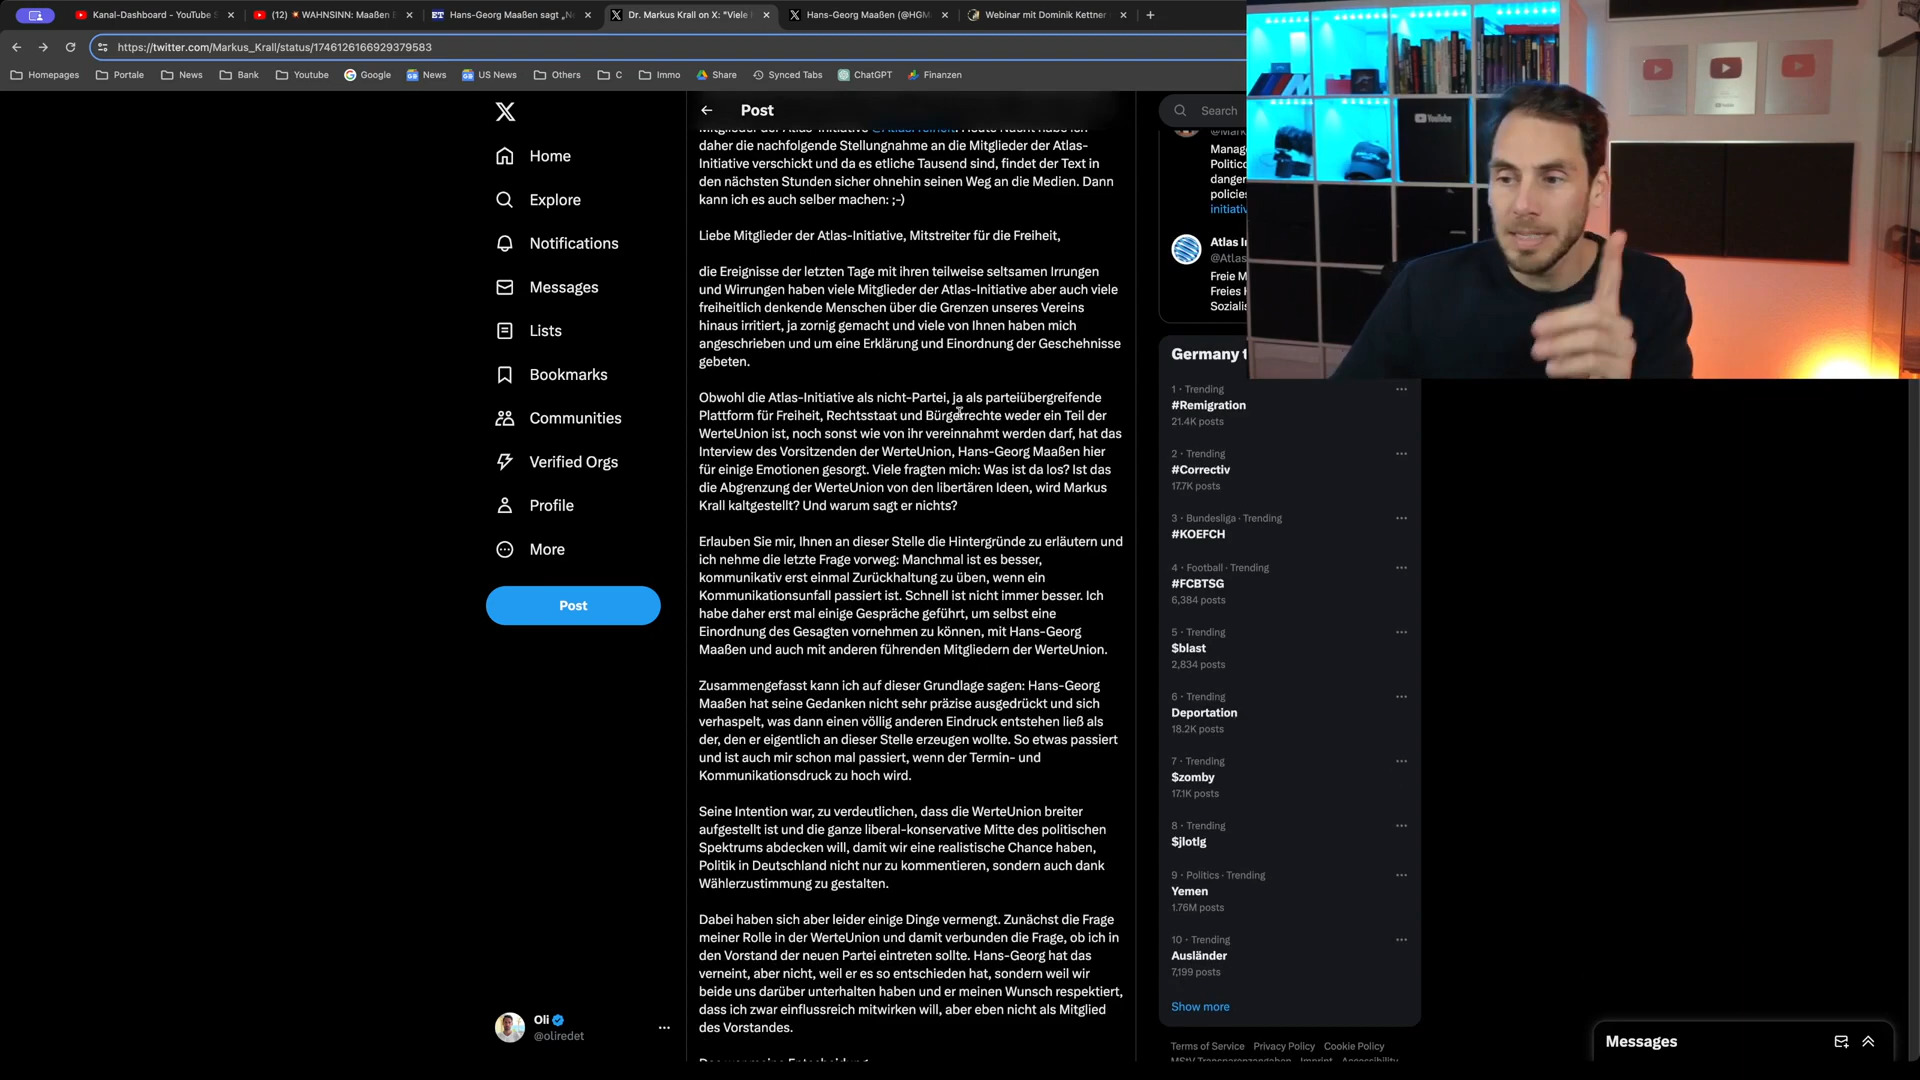 Kanal-Dashboard - YouTube S
(12) WAHNSINN: Maaßen B
Hans-Georg Maaßen sagt „Ne
Dr. Markus Krall on X: "Viele
Hans-Georg Maaßen (@HGM
Webinar mit Dominik Kettner
https://twitter.com/Markus_Krall/status/1746126166929379583
Homepages
Portale
News
Bank
Youtube
Google
News
US News
Others
C
Immo
Share
Synced Tabs
ChatGPT
Finanzen
YouTube
Home
Explore
Notifications
Messages
Lists
Bookmarks
Communities
Verified Orgs
Profile
More
Post
Oli
@oliredet
Post
daher die nachfolgende Stellungnahme an die Mitglieder der Atlas-
Initiative verschickt und da es etliche Tausend sind, findet der Text in
den nächsten Stunden sicher ohnehin seinen Weg an die Medien. Dann
kann ich es auch selber machen: ;-)
Liebe Mitglieder der Atlas-Initiative, Mitstreiter für die Freiheit,
die Ereignisse der letzten Tage mit ihren teilweise seltsamen Irrungen
und Wirrungen haben viele Mitglieder der Atlas-Initiative aber auch viele
freiheitlich denkende Menschen über die Grenzen unseres Vereins
hinaus irritiert, ja zornig gemacht und viele von Ihnen haben mich
angeschrieben und um eine Erklärung und Einordnung der Geschehnisse
gebeten.
Obwohl die Atlas-Initiative als nicht-Partei, ja als parteiübergreifende
Plattform für Freiheit, Rechtsstaat und Bürgerrechte weder ein Teil der
WerteUnion ist, noch sonst wie von ihr vereinnahmt werden darf, hat das
Interview des Vorsitzenden der WerteUnion, Hans-Georg Maaßen hier
für einige Emotionen gesorgt. Viele fragten mich: Was ist da los? Ist das
die Abgrenzung der WerteUnion von den libertären Ideen, wird Markus
Krall kaltgestellt? Und warum sagt er nichts?
Erlauben Sie mir, Ihnen an dieser Stelle die Hintergründe zu erläutern und
ich nehme die letzte Frage vorweg: Manchmal ist es besser,
kommunikativ erst einmal Zurückhaltung zu üben, wenn ein
Kommunikationsunfall passiert ist. Schnell ist nicht immer besser. Ich
habe daher erst mal einige Gespräche geführt, um selbst eine
Einordnung des Gesagten vornehmen zu können, mit Hans-Georg
Maaßen und auch mit anderen führenden Mitgliedern der WerteUnion.
Zusammengefasst kann ich auf dieser Grundlage sagen: Hans-Georg
Maaßen hat seine Gedanken nicht sehr präzise ausgedrückt und sich
verhaspelt, was dann einen völlig anderen Eindruck entstehen ließ als
der, den er eigentlich an dieser Stelle erzeugen wollte. So etwas passiert
und ist auch mir schon mal passiert, wenn der Termin- und
Kommunikationsdruck zu hoch wird.
Seine Intention war, zu verdeutlichen, dass die WerteUnion breiter
aufgestellt ist und die ganze liberal-konservative Mitte des politischen
Spektrums abdecken will, damit wir eine realistische Chance haben,
Politik in Deutschland nicht nur zu kommentieren, sondern auch dank
Wählerzustimmung zu gestalten.
Dabei haben sich aber leider einige Dinge vermengt. Zunächst die Frage
meiner Rolle in der WerteUnion und damit verbunden die Frage, ob ich in
den Vorstand der neuen Partei eintreten sollte. Hans-Georg hat das
verneint, aber nicht, weil er es so entschieden hat, sondern weil wir
beide uns darüber unterhalten haben und er meinen Wunsch respektiert,
dass ich zwar einflussreich mitwirken will, aber eben nicht als Mitglied
des Vorstandes.
Search
@Mark
Manage
Politico
danger
policies
initiativ
Atlas In
@Atlas
Freie M
Freies H
Sozialis
Germany t
1 · Trending
#Remigration
21.4K posts
2 · Trending
#Correctiv
17.7K posts
3 · Bundesliga · Trending
#KOEFCH
4 · Football · Trending
#FCBTSG
6,384 posts
5 · Trending
$blast
2,834 posts
6 · Trending
Deportation
18.2K posts
7 · Trending
$zomby
17.1K posts
8 · Trending
$jlotlg
9 · Politics · Trending
Yemen
1.76M posts
10 · Trending
Ausländer
7,199 posts
Show more
Terms of Service Privacy Policy Cookie Policy
Messages